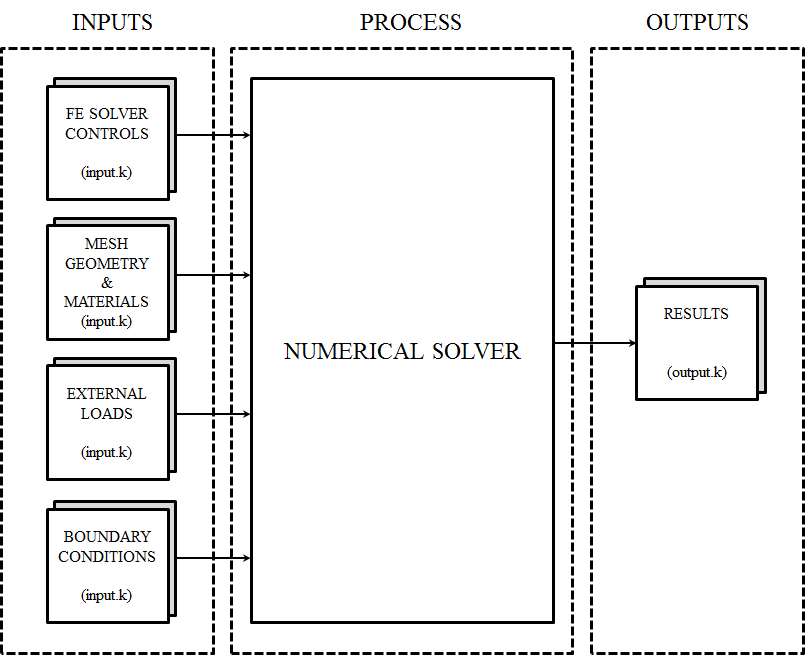 INPUTS
PROCESS
OUTPUTS
FE SOLVER
CONTROLS
(input.k)
MESH
GEOMETRY
&
MATERIALS
(input.k)
EXTERNAL
LOADS
(input.k)
BOUNDARY
CONDITIONS
(input.k)
NUMERICAL SOLVER
RESULTS
(output.k)